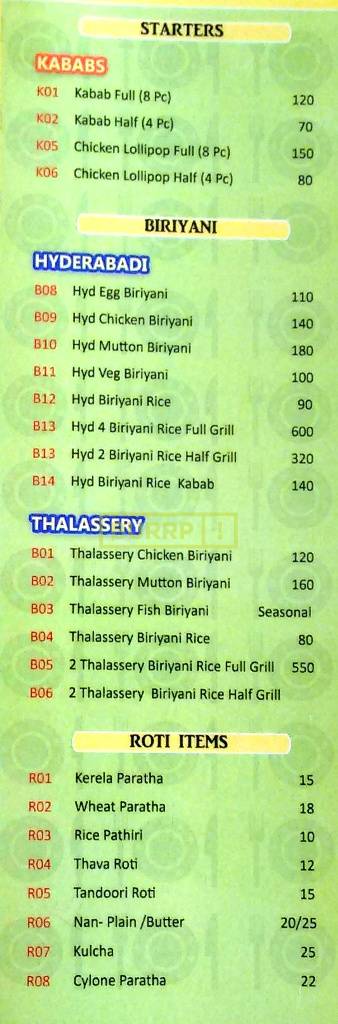 STARTERS
KABABS
K01 Kabab Full (8 Pc) 120
K02 Kabab Half (4 Pc) 70
K05 Chicken Lollipop Full (8 Pc) 150
K06 Chicken Lollipop Half (4 Pc) 80
BIRIYANI
HYDERABADI
B08 Hyd Egg Biriyani 110
B09 Hyd Chicken Biriyani 140
B10 Hyd Mutton Biriyani 180
B11 Hyd Veg Biriyani 100
B12 Hyd Biriyani Rice 90
B13 Hyd 4 Biriyani Rice Full Grill 600
B13 Hyd 2 Biriyani Rice Half Grill 320
B14 Hyd Biriyani Rice Kabab 140
THALASSERY
B01 Thalassery Chicken Biriyani 120
B02 Thalassery Mutton Biriyani 160
B03 Thalassery Fish Biriyani Seasonal
B04 Thalassery Biriyani Rice 80
B05 2 Thalassery Biriyani Rice Full Grill 550
B06 2 Thalassery Biriyani Rice Half Grill
ROTI ITEMS
R01 Kerela Paratha 15
R02 Wheat Paratha 18
R03 Rice Pathiri 10
R04 Thava Roti 12
R05 Tandoori Roti 15
R06 Nan- Plain /Butter 20/25
R07 Kulcha 25
R08 Cylone Paratha 22